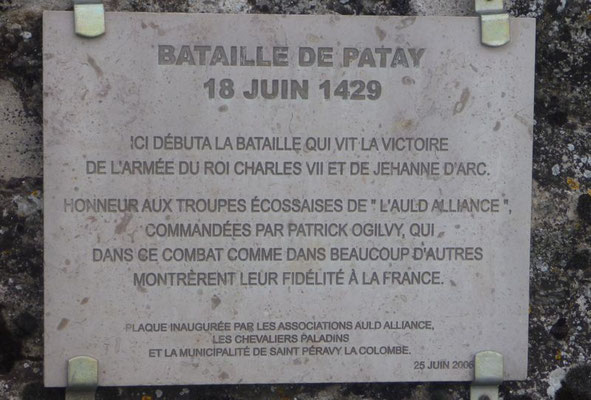 BATAILLE DE PATAY
18 JUIN 1429
ICI DÉBUTA LA BATAILLE QUI VIT LA VICTOIRE
DE L'ARMÉE DU ROI CHARLES VII ET DE JEHANNE D'ARC.
HONNEUR AUX TROUPES ÉCOSSAISES DE " L'AULD ALLIANCE ",
COMMANDÉES PAR PATRICK OGILVY, QUI
DANS CE COMBAT COMME DANS BEAUCOUP D'AUTRES
MONTRÈRENT LEUR FIDÉLITÉ À LA FRANCE.
PLAQUE INAUGURÉE PAR LES ASSOCIATIONS AULD ALLIANCE,
LES CHEVALIERS PALADINS
ET LA MUNICIPALITÉ DE SAINT PÉRAVY LA COLOMBE.
25 JUIN 2006